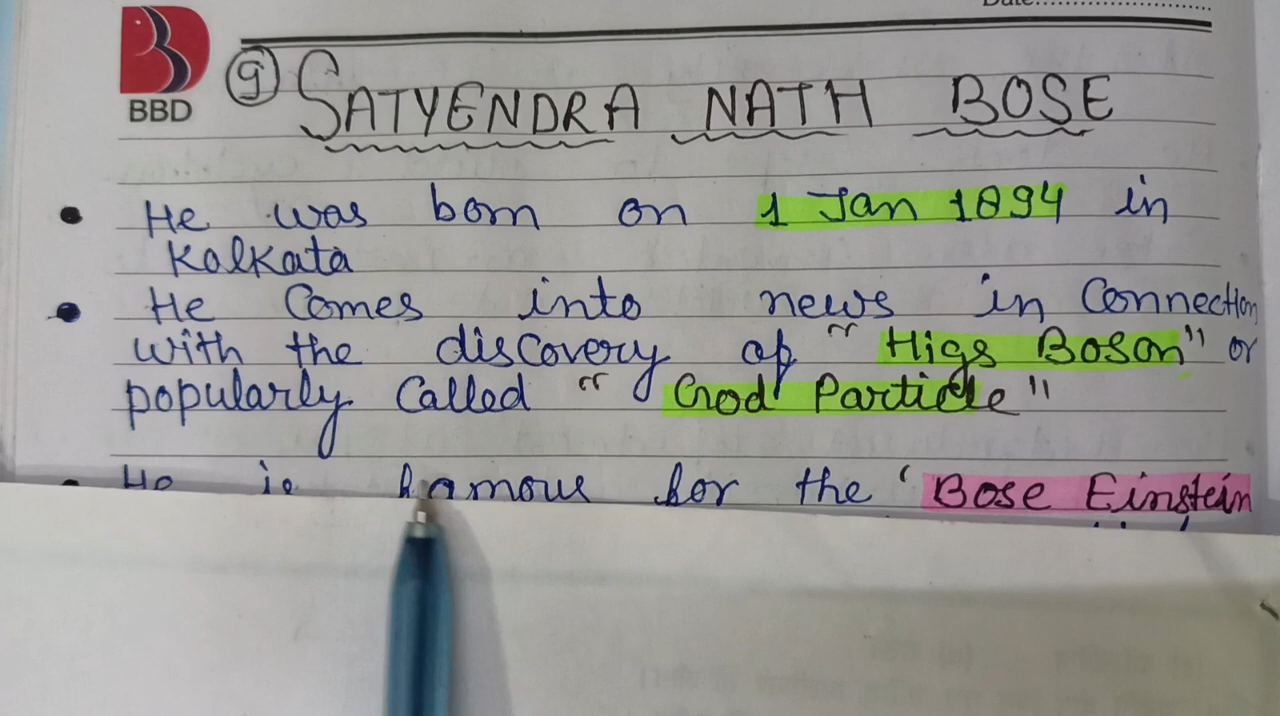 Date
BBD
9 SATYENDRA NATH BOSE
• He was born on 1 Jan 1894 in
Kolkata
• He comes into news in connection
with the discovery of "Higs Boson" or
popularly called "God Particle"
• He is famous for the 'Bose Einstein